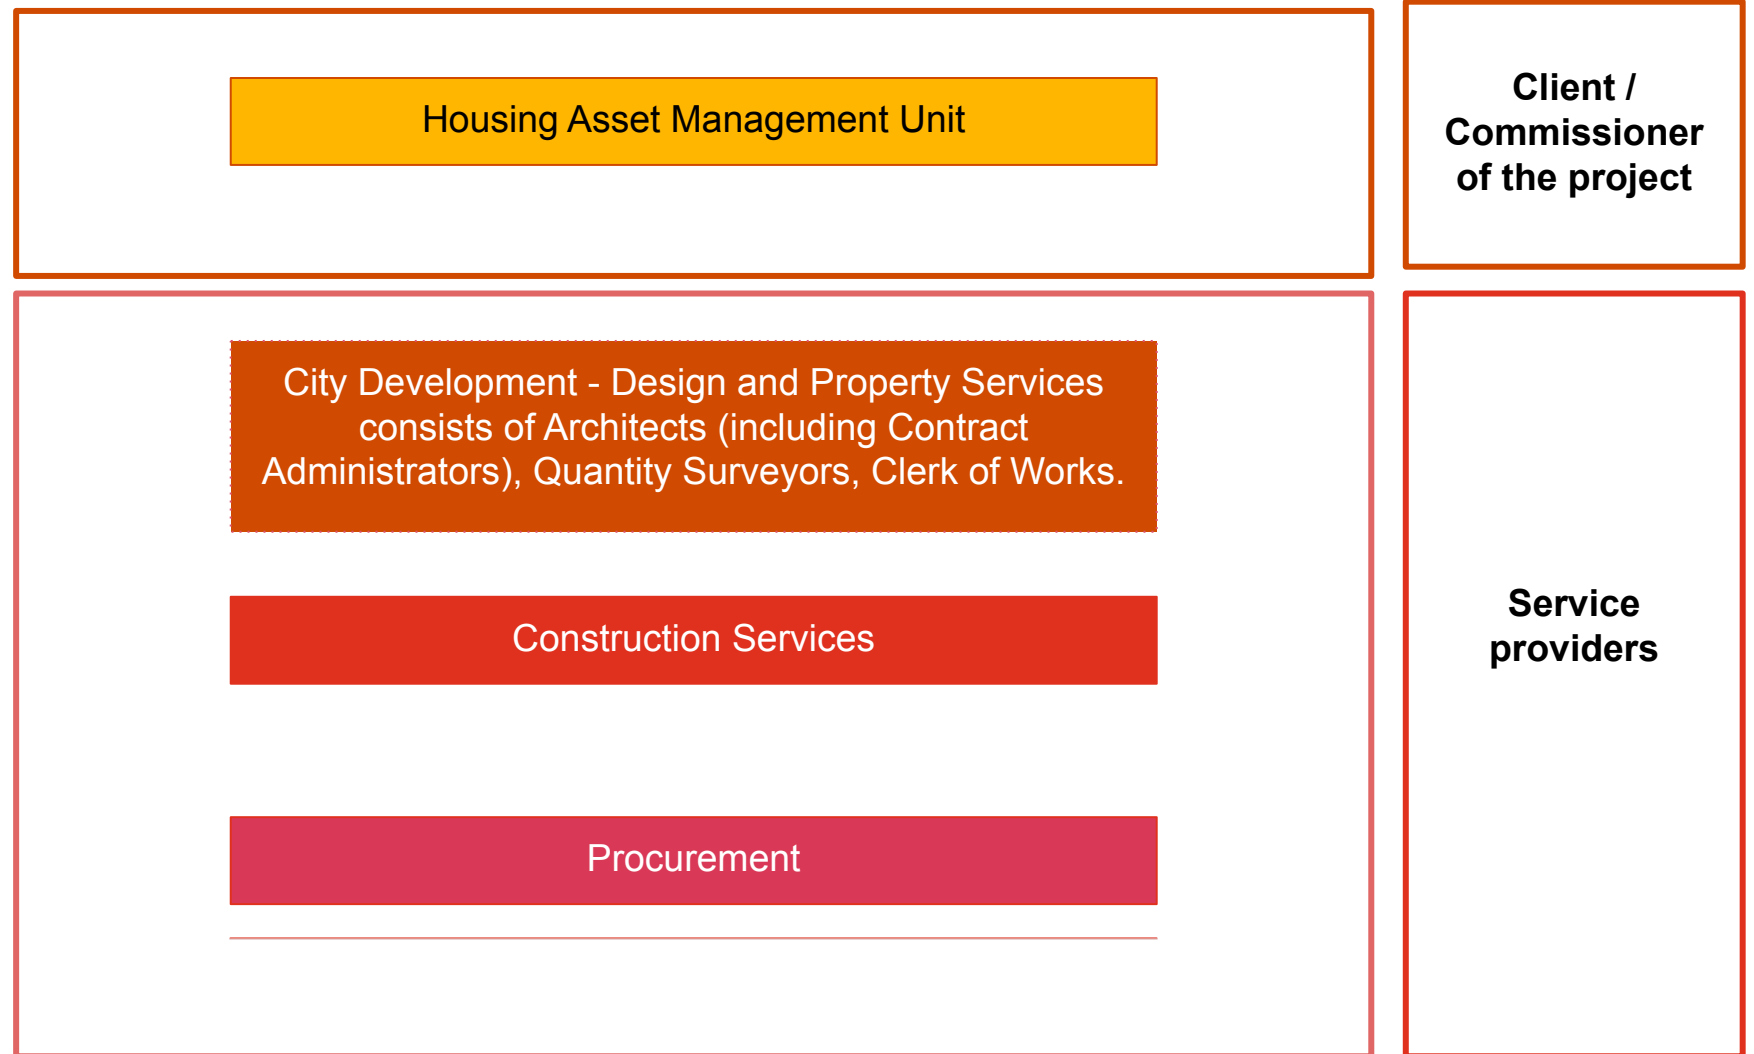 Housing Asset Management Unit
Client /
Commissioner
of the project
City Development - Design and Property Services
consists of Architects (including Contract
Administrators), Quantity Surveyors, Clerk of Works.
Construction Services
Service
providers
Procurement